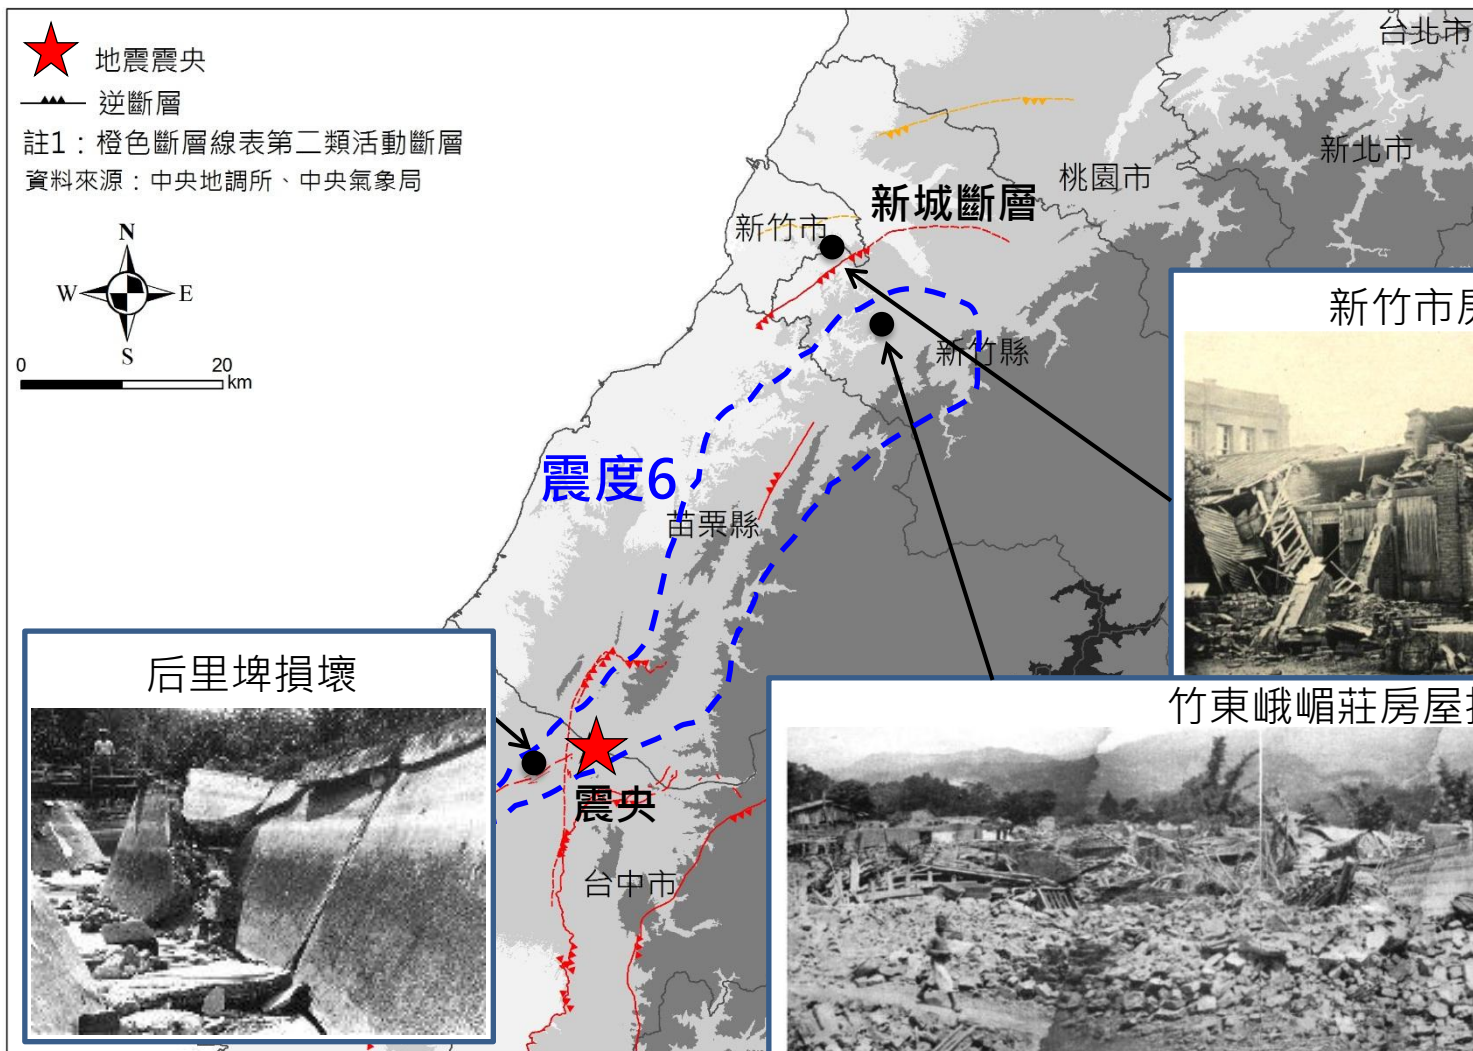 地震震央
逆斷層
註1：橙色斷層線表第二類活動斷層
資料來源：中央地調所、中央氣象局
N
W
E
S
0
20
km
台北市
新北市
桃園市
新城斷層
新竹市
新竹縣
新竹市房
震度6
苗栗縣
后里埤損壞
竹東峨嵋莊房屋
震央
台中市